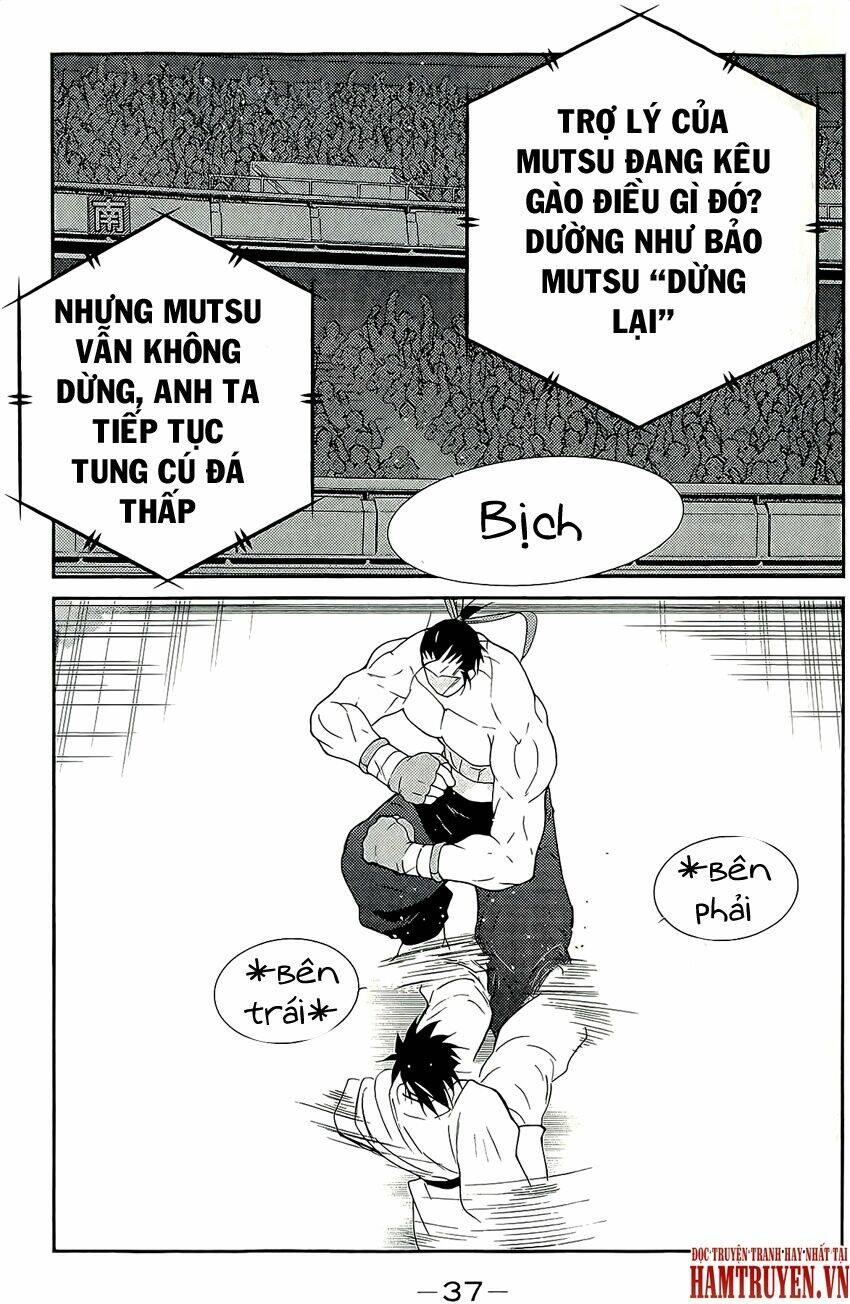 TRỢ LÝ CỦA
MUTSU ĐANG KÊU
GÀO ĐIỀU GÌ ĐÓ?
DƯỜNG NHƯ BẢO
MUTSU “DỪNG
LẠI”
南
NHƯNG MUTSU
VẪN KHÔNG
DỪNG, ANH TA
TIẾP TỤC
TUNG CÚ ĐÁ
THẤP
Bịch
*Bên
phải
*Bên
trái*
-37-
ĐỌC TRUYỆN TRANH HAY NHẤT TẠI
HAMTRUYEN.VN